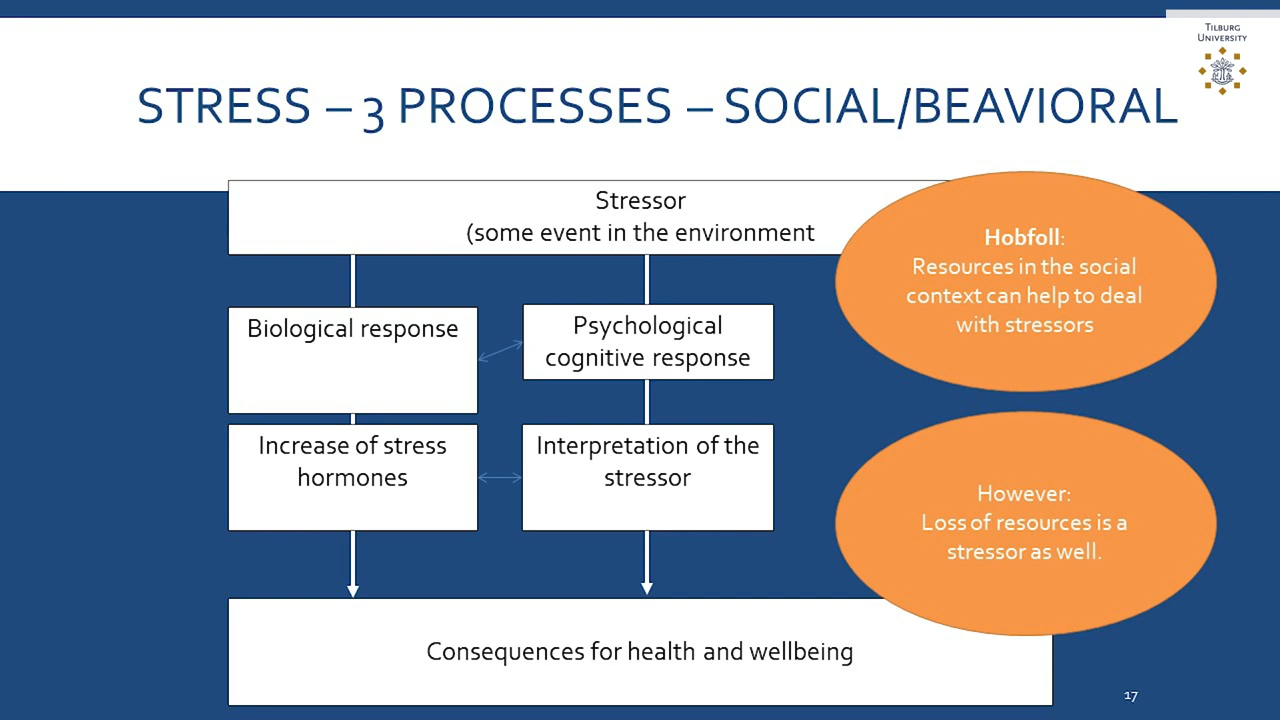 TILBURG
UNIVERSITY
STRESS – 3 PROCESSES – SOCIAL/BEAVIORAL
Stressor
(some event in the environment
Hobfoll:
Resources in the social
context can help to deal
with stressors
Biological response
Psychological
cognitive response
Increase of stress
hormones
Interpretation of the
stressor
However:
Loss of resources is a
stressor as well.
Consequences for health and wellbeing
17